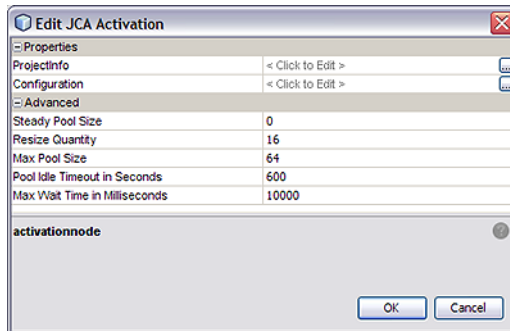 Edit JCA Activation
Properties
ProjectInfo < Click to Edit > ...
Configuration < Click to Edit > ...
Advanced
Steady Pool Size 0
Resize Quantity 16
Max Pool Size 64
Pool Idle Timeout in Seconds 600
Max Wait Time in Milliseconds 10000
activationnode ?
OK Cancel